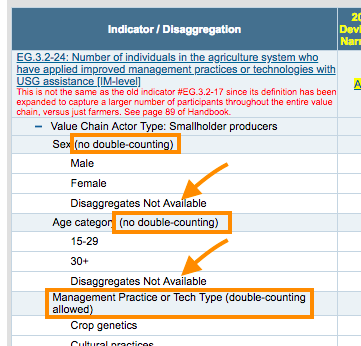 Indicator / Disaggregation
20
Devi
Narr
EG.3.2-24: Number of individuals in the agriculture system who
have applied improved management practices or technologies with
USG assistance [IM-level]
This is not the same as the old indicator #EG.3.2-17 since its definition has been
expanded to capture a larger number of participants throughout the entire value
chain, versus just farmers. See page 89 of Handbook.
A
Value Chain Actor Type: Smallholder producers
Sex (no double-counting)
Male
Female
Disaggregates Not Available
Age category (no double-counting)
15-29
30+
Disaggregates Not Available
Management Practice or Tech Type (double-counting
allowed)
Crop genetics
Cultural practices